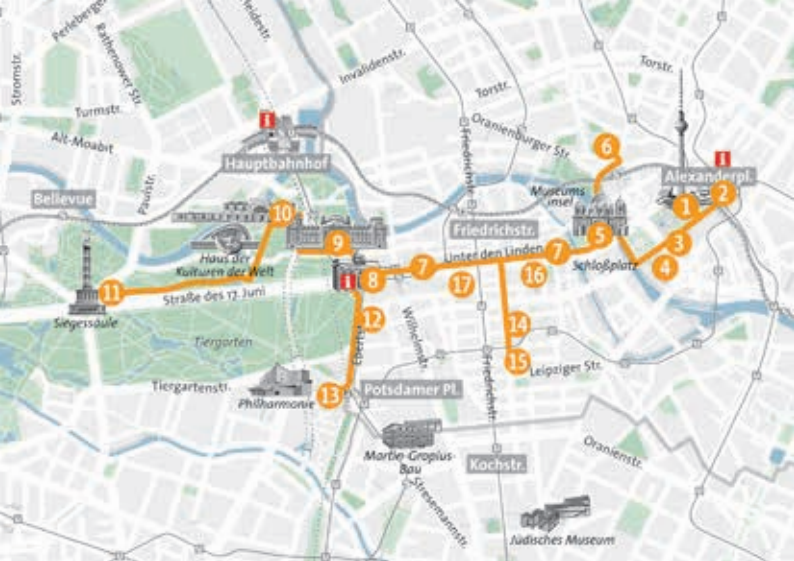 Perleberger
Heidestr.
Rathenower Str.
Stromstr.
Invalidenstr.
Torstr.
Torstr.
Turmstr.
Oranienburger Str.
Alt-Moabit
Friedrichstr.
6
i
i
Hauptbahnhof
Alexanderpl.
Paulstr.
Bellevue
Museums
insel
2
1
10
Friedrichstr.
5
3
9
Haus der
Kulturen der Welt
Unter den Linden
7
7
4
Schloßplatz
8
i
16
17
11
Straße des 17. Juni
Siegessäule
12
14
Tiergarten
Ebertstr.
Wilhelmstr.
15
Leipziger Str.
Friedrichstr.
Tiergartenstr.
Philharmonie
13
Potsdamer Pl.
Martin-Gropius-
Bau
Kochstr.
Oranienstr.
Stresemannstr.
Jüdisches Museum